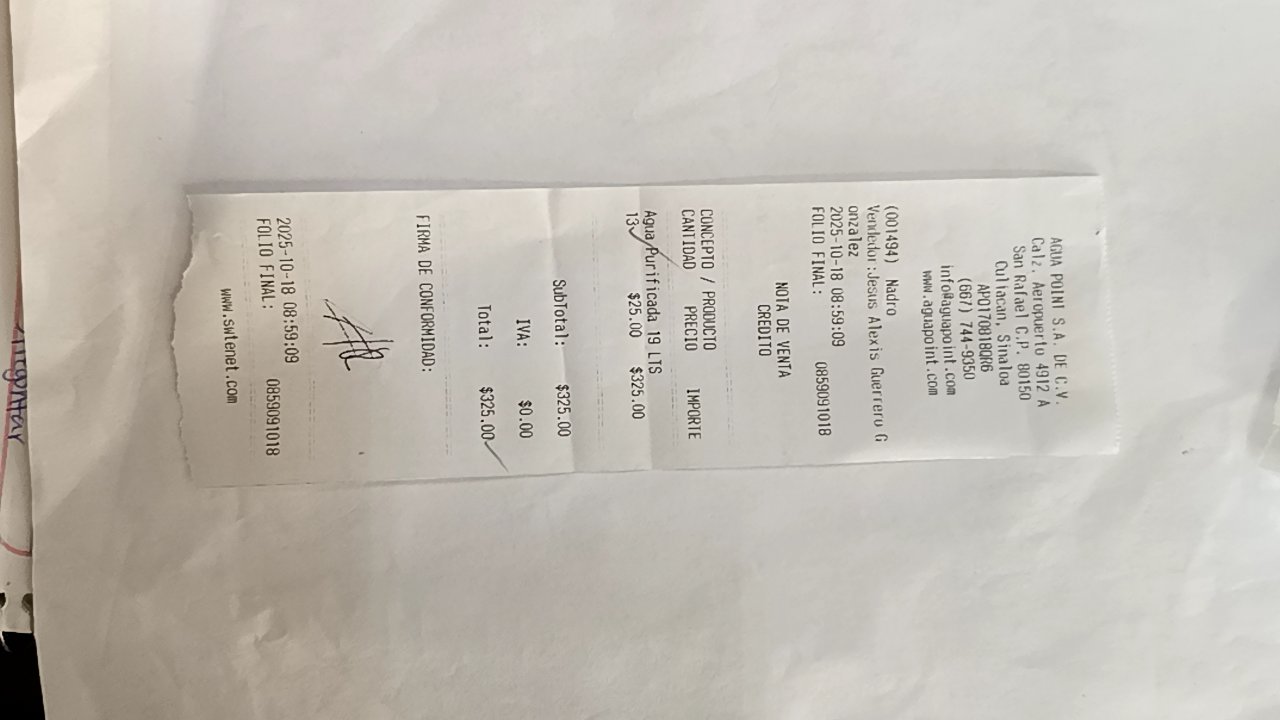 AGUA POINT S.A. DE C.V.
Calz. Aeropuerto 4912 A
San Rafael C.P. 80150
Culiacan, Sinaloa
APO170818QR6
(667) 744-9350
info@aguapoint.com
www.aguapoint.com
(001494) Nadro
Vendedor:Jesus Alexis Guerrero G
onzalez
2025-10-18 08:59:09
FOLIO FINAL: 0859091018
NOTA DE VENTA
CREDITO
CONCEPTO / PRODUCTO
CANTIDAD PRECIO IMPORTE
Agua Purificada 19 LTS
13 $25.00 $325.00
SubTotal: $325.00
IVA: $0.00
Total: $325.00
FIRMA DE CONFORMIDAD:
2025-10-18 08:59:09
FOLIO FINAL: 0859091018
www.swtenet.com